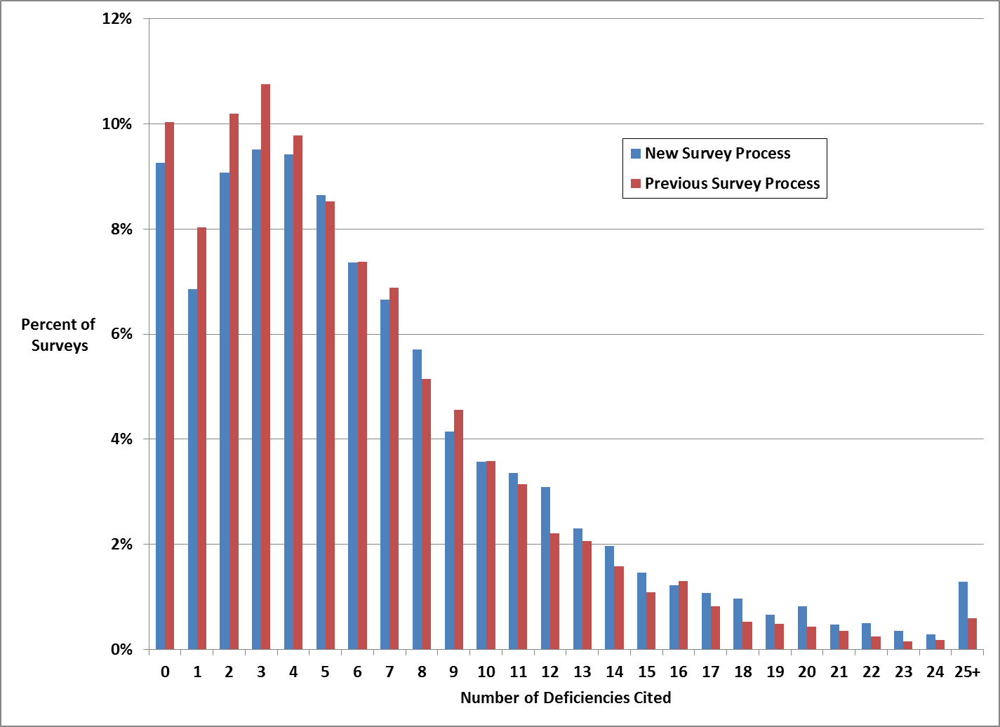 12%
10%
8%
6%
4%
2%
0%
Percent of
Surveys
New Survey Process
Previous Survey Process
0 1 2 3 4 5 6 7 8 9 10 11 12 13 14 15 16 17 18 19 20 21 22 23 24 25+
Number of Deficiencies Cited